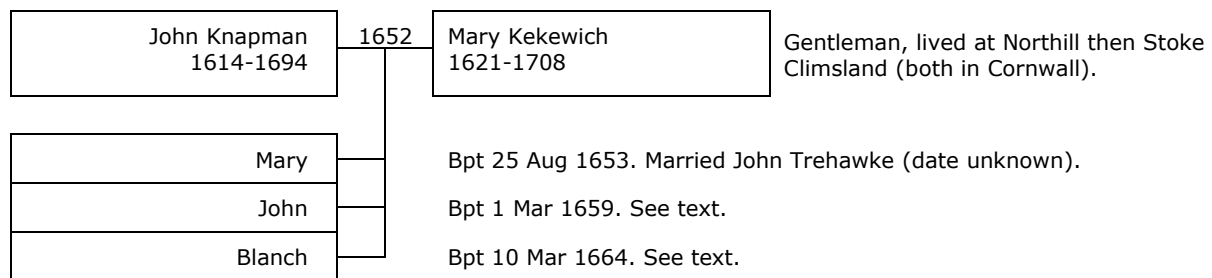 John Knapman
1614-1694
1652
Mary Kekewich
1621-1708
Gentleman, lived at Northill then Stoke
Climsland (both in Cornwall).
Mary
Bpt 25 Aug 1653. Married John Trehawke (date unknown).
John
Bpt 1 Mar 1659. See text.
Blanch
Bpt 10 Mar 1664. See text.